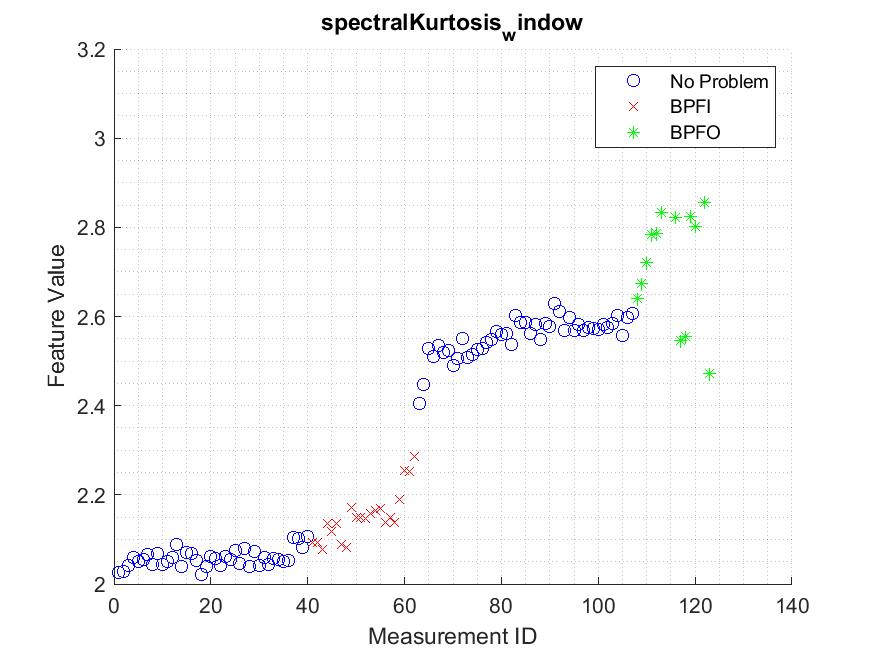 spectralKurtosis_window
3.2
3
2.8
2.6
2.4
2.2
2
Feature Value
0 20 40 60 80 100 120 140
Measurement ID
No Problem
BPFI
BPFO